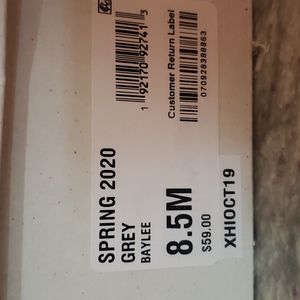 1 92170 92741 3
Customer Return Label
070928388863
SPRING 2020
GREY
BAYLEE
8.5M
$59.00
XHIOCT19